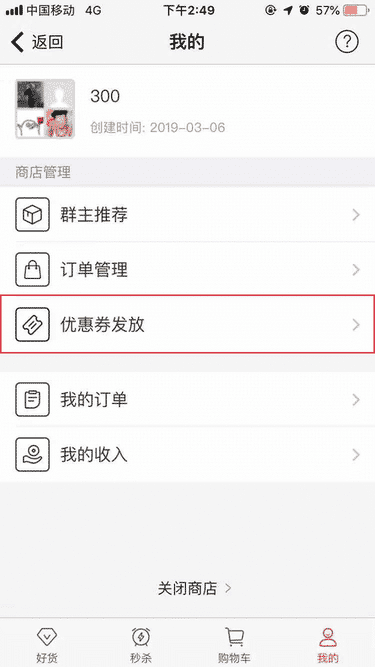 中国移动 4G 下午2:49 57%
返回 我的 ?
300
创建时间: 2019-03-06
商店管理
群主推荐
订单管理
优惠券发放
我的订单
我的收入
关闭商店
好货 秒杀 购物车 我的